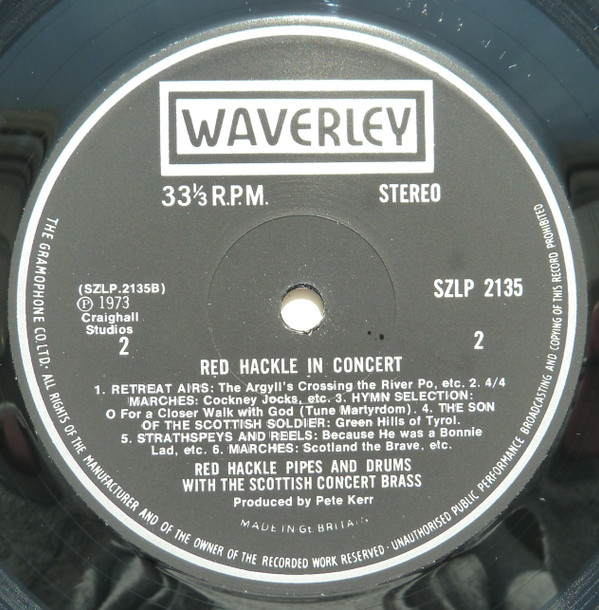 WAVERLEY
33⅓ R.P.M. STEREO
(SZLP.2135B)
Ⓟ 1973
Craighall
Studios
2
SZLP 2135
2
RED HACKLE IN CONCERT
1. RETREAT AIRS: The Argyll's Crossing the River Po, etc. 2. 4/4
MARCHES: Cockney Jocks, etc. 3. HYMN SELECTION:
O For a Closer Walk with God (Tune Martyrdom). 4. THE SON
OF THE SCOTTISH SOLDIER: Green Hills of Tyrol.
5. STRATHSPEYS AND REELS: Because He was a Bonnie
Lad, etc. 6. MARCHES: Scotland the Brave, etc.
RED HACKLE PIPES AND DRUMS
WITH THE SCOTTISH CONCERT BRASS
Produced by Pete Kerr
MADE IN GT. BRITAIN
THE GRAMOPHONE CO. LTD. ALL RIGHTS OF THE MANUFACTURER AND OF THE OWNER OF THE RECORDED WORK RESERVED · UNAUTHORISED PUBLIC PERFORMANCE BROADCASTING AND COPYING OF THIS RECORD PROHIBITED